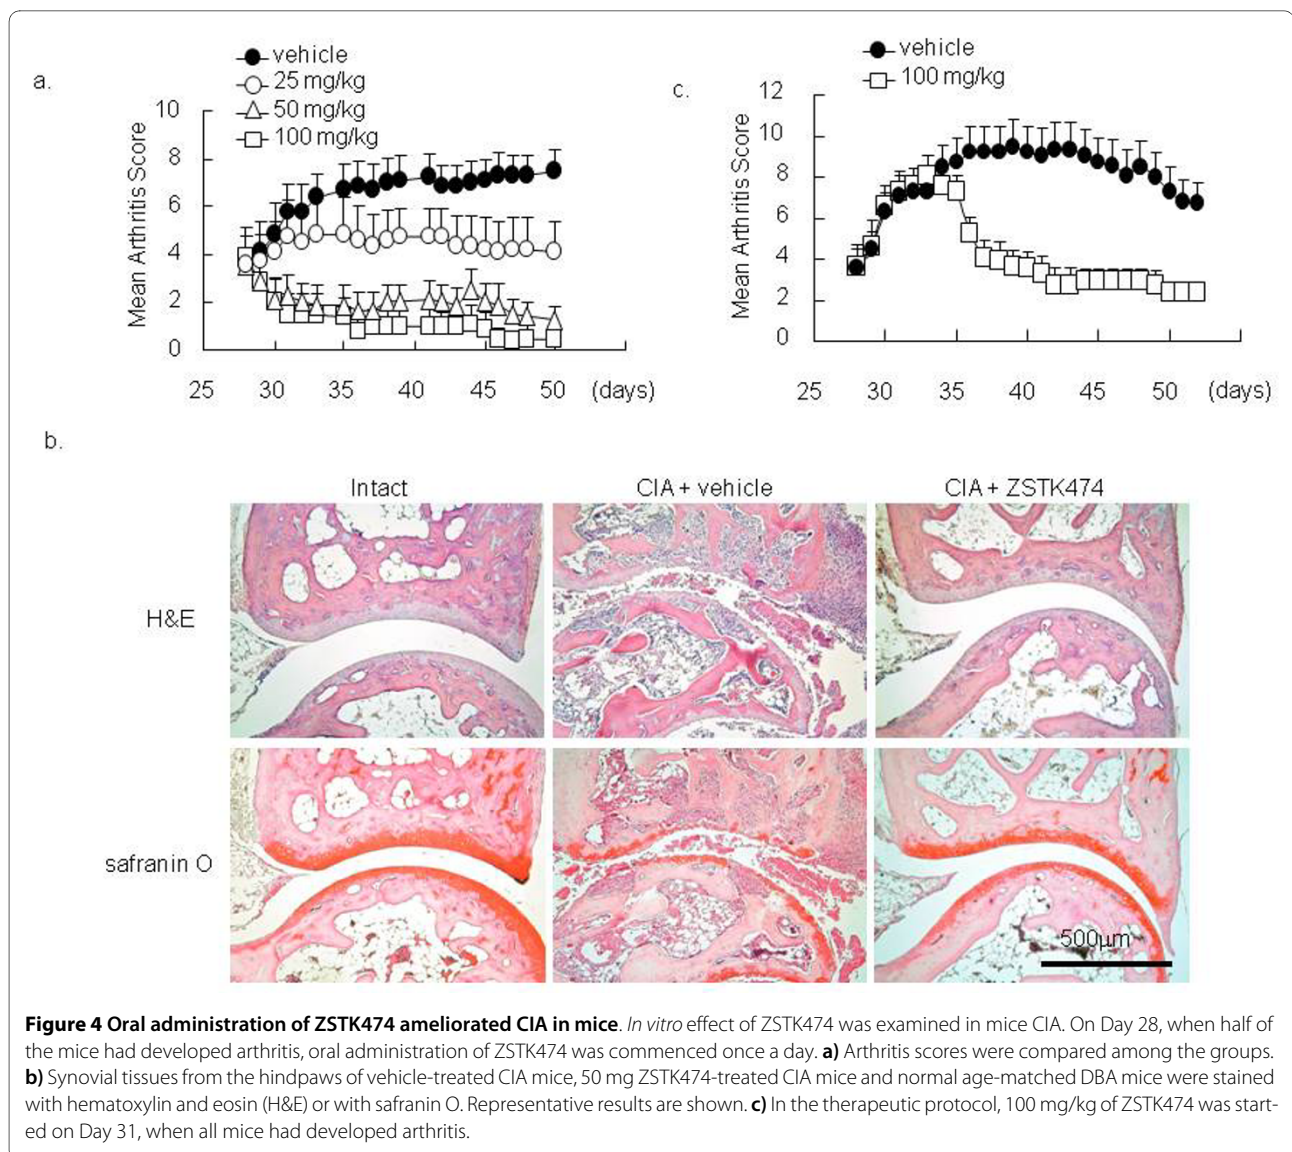 a.
vehicle
25 mg/kg
50 mg/kg
100 mg/kg
Mean Arthritis Score
10
8
6
4
2
0
25 30 35 40 45 50 (days)
c.
vehicle
100 mg/kg
Mean Arthritis Score
12
10
8
6
4
2
0
25 30 35 40 45 50 (days)
b.
Intact CIA + vehicle CIA + ZSTK474
H&E
safranin O
500μm
Figure 4 Oral administration of ZSTK474 ameliorated CIA in mice. In vitro effect of ZSTK474 was examined in mice CIA. On Day 28, when half of
the mice had developed arthritis, oral administration of ZSTK474 was commenced once a day. a) Arthritis scores were compared among the groups.
b) Synovial tissues from the hindpaws of vehicle-treated CIA mice, 50 mg ZSTK474-treated CIA mice and normal age-matched DBA mice were stained
with hematoxylin and eosin (H&E) or with safranin O. Representative results are shown. c) In the therapeutic protocol, 100 mg/kg of ZSTK474 was start-
ed on Day 31, when all mice had developed arthritis.